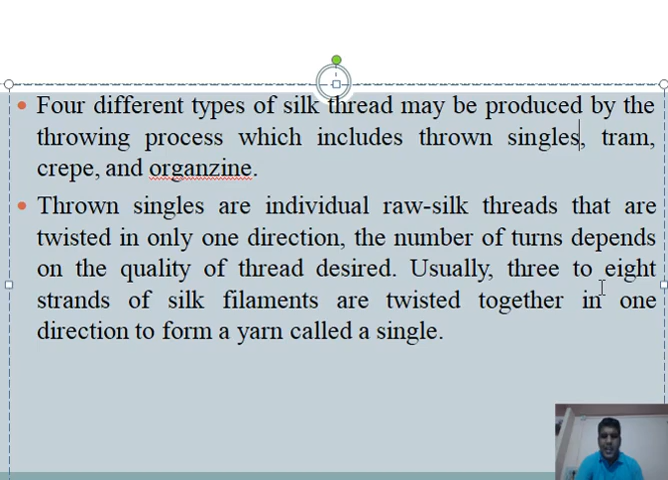 Four different types of silk thread may be produced by the
throwing process which includes thrown singles, tram,
crepe, and organzine.
Thrown singles are individual raw-silk threads that are
twisted in only one direction, the number of turns depends
on the quality of thread desired. Usually, three to eight
strands of silk filaments are twisted together in one
direction to form a yarn called a single.